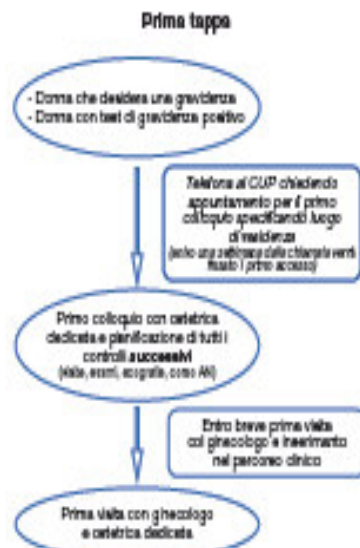 Prima tappa
- Donna che desidera una gravidanza
- Donna con test di gravidanza positivo
Telefona al CUP chiedendo
appuntamento per il primo
colloquio specificando luogo
di residenza
(entro una settimana dalla chiamata verrà
fissato il primo accesso)
Primo colloquio con ostetrica
dedicata e pianificazione di tutti i
controlli successivi
(visite, esami, ecografie, corso AN)
Entro breve prima visita
col ginecologo e inserimento
nel percorso clinico
Prima visita con ginecologo
e ostetrica dedicata